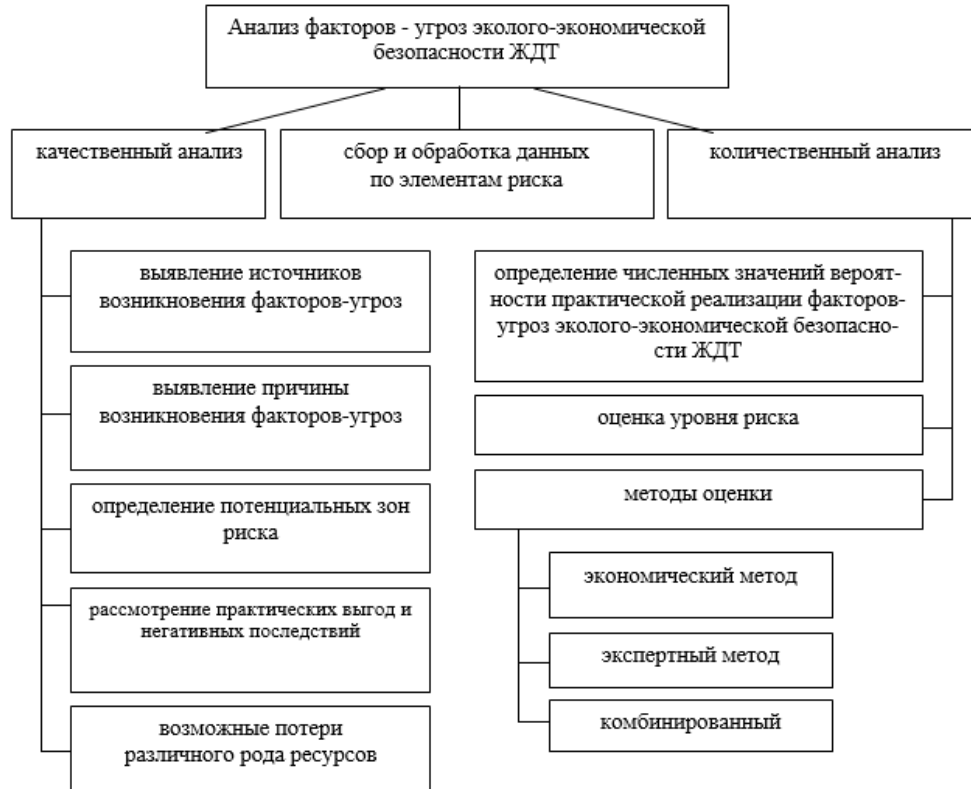 Анализ факторов - угроз эколого-экономической
безопасности ЖДТ
качественный анализ
сбор и обработка данных
по элементам риска
количественный анализ
выявление источников
возникновения факторов-угроз
выявление причины
возникновения факторов-угроз
определение потенциальных зон
риска
рассмотрение практических выгод и
негативных последствий
возможные потери
различного рода ресурсов
определение численных значений вероят-
ности практической реализации факторов-
угроз эколого-экономической безопасно-
сти ЖДТ
оценка уровня риска
методы оценки
экономический метод
экспертный метод
комбинированный